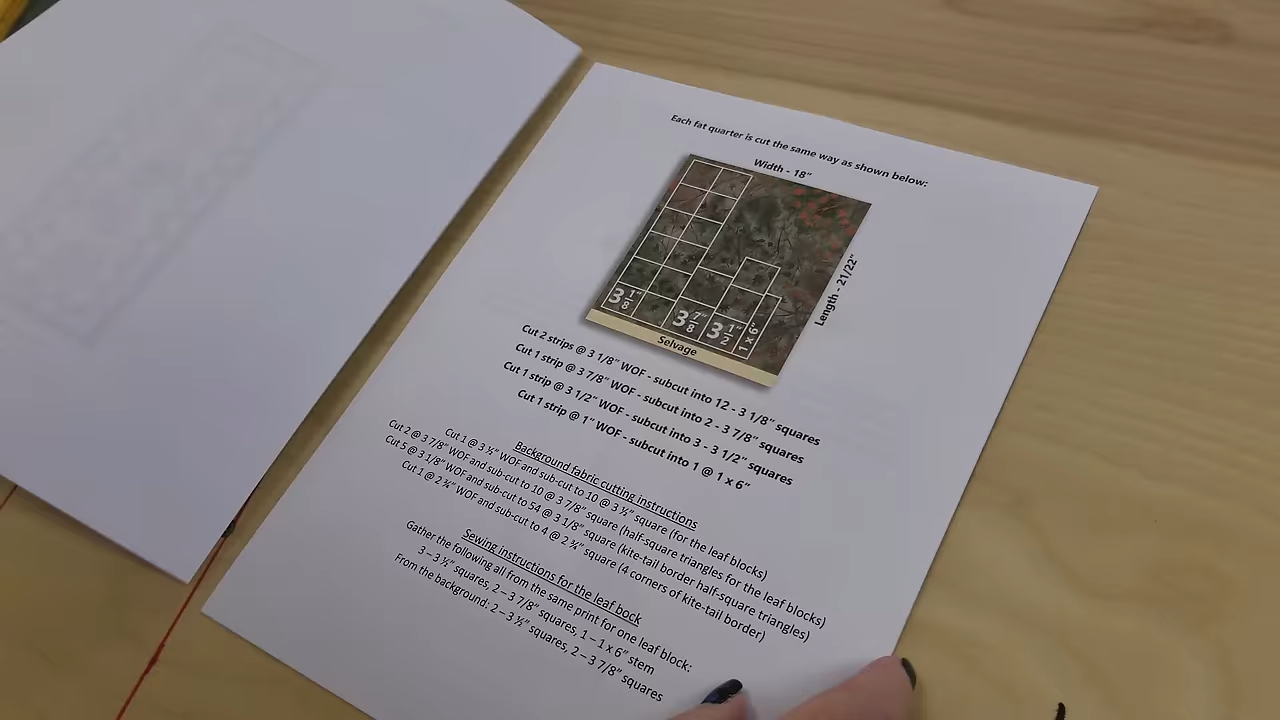 Each fat quarter is cut the same way as shown below:
Width - 18"
Length - 21/22"
3 1/8"
3 7/8"
3 1/2"
1 x 6"
Selvage
Cut 2 strips @ 3 1/8" WOF - subcut into 12 - 3 1/8" squares
Cut 1 strip @ 3 7/8" WOF - subcut into 2 - 3 7/8" squares
Cut 1 strip @ 3 1/2" WOF - subcut into 3 - 3 1/2" squares
Cut 1 strip @ 1" WOF - subcut into 1 @ 1 x 6"
Background fabric cutting instructions
Cut 1 @ 3 ½" WOF and sub-cut to 10 @ 3 ½" square (for the leaf blocks)
Cut 2 @ 3 7/8" WOF and sub-cut to 10 @ 3 7/8" square (half-square triangles for the leaf blocks)
Cut 5 @ 3 1/8" WOF and sub-cut to 54 @ 3 1/8" square (kite-tail border half-square triangles)
Cut 1 @ 2 ¾" WOF and sub-cut to 4 @ 2 ¾" square (4 corners of kite-tail border)
Sewing instructions for the leaf bock
Gather the following all from the same print for one leaf block:
3 – 3 ½" squares, 2 – 3 7/8" squares, 1 – 1 x 6" stem
From the background: 2 – 3 ½" squares, 2 – 3 7/8" squares